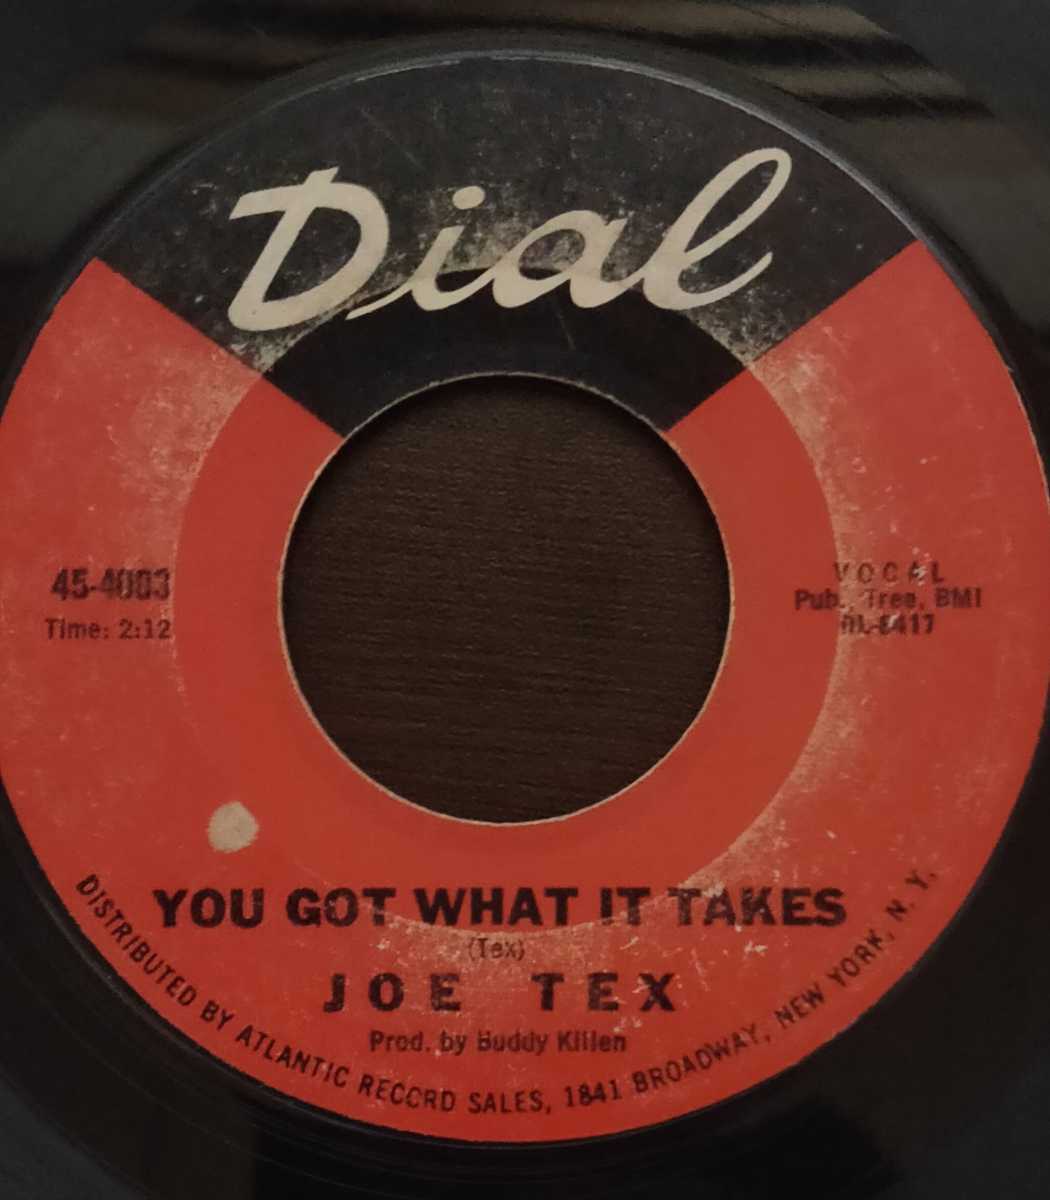 Dial
45-4003
Time: 2:12
VOCAL
Pub., Tree, BMI
YOU GOT WHAT IT TAKES
(Tex)
JOE TEX
Prod. by Buddy Killen
DISTRIBUTED BY ATLANTIC RECORD SALES, 1841 BROADWAY, NEW YORK, N. Y.